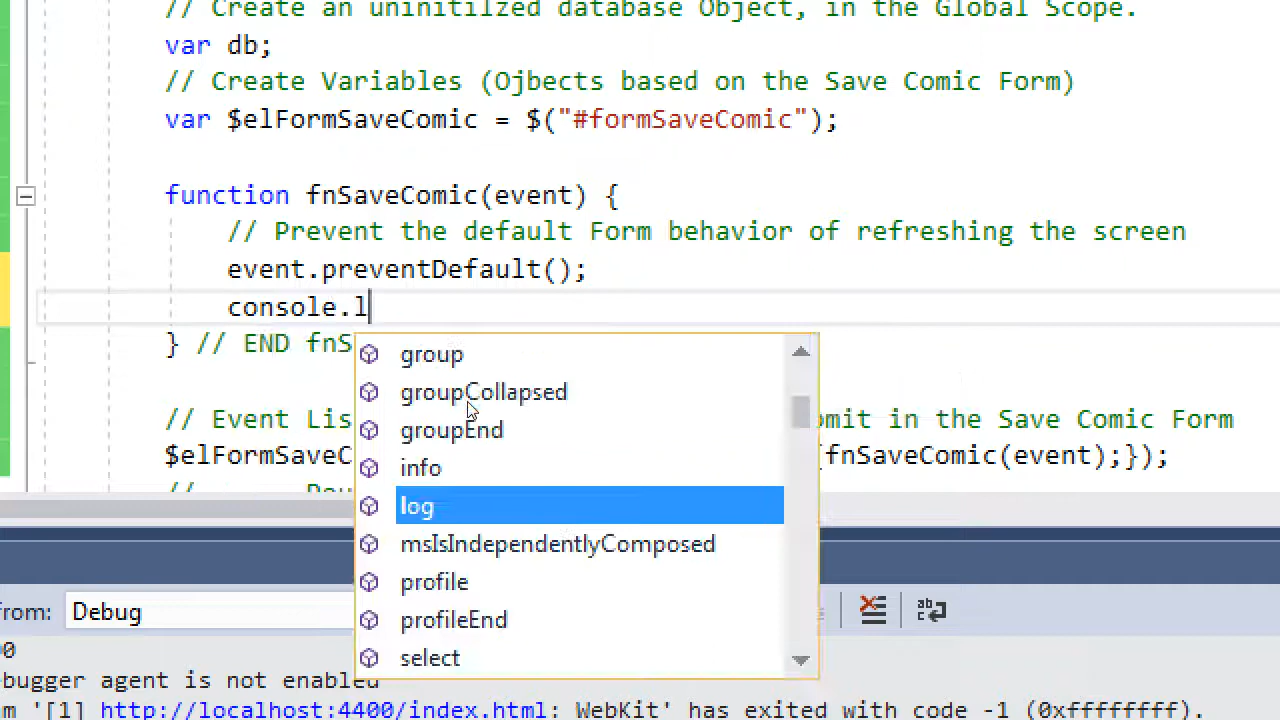 // Create an uninitilzed database Object, in the Global Scope.
var db;
// Create Variables (Ojbects based on the Save Comic Form)
var $elFormSaveComic = $("#formSaveComic");
function fnSaveComic(event) {
// Prevent the default Form behavior of refreshing the screen
event.preventDefault();
console.l
} // END fnS
group
groupCollapsed
groupEnd
info
log
msIsIndependentlyComposed
profile
profileEnd
select
// Event Lis omit in the Save Comic Form
$elFormSaveC {fnSaveComic(event);});
from: Debug
bugger agent is not enabled
m '[1] http://localhost:4400/index.html: WebKit' has exited with code -1 (0xffffffff).